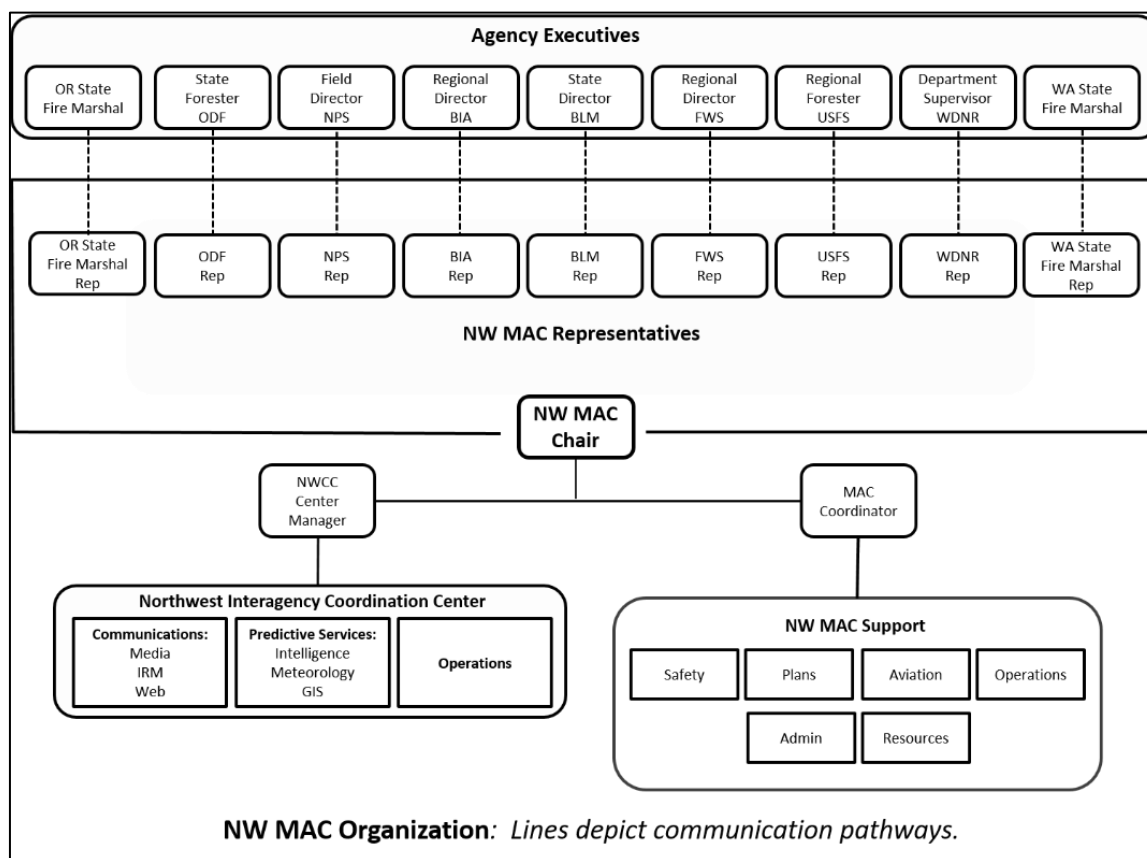 Agency Executives
OR State
Fire Marshal
State
Forester
ODF
Field
Director
NPS
Regional
Director
BIA
State
Director
BLM
Regional
Director
FWS
Regional
Forester
USFS
Department
Supervisor
WDNR
WA State
Fire Marshal
OR State
Fire Marshal
Rep
ODF
Rep
NPS
Rep
BIA
Rep
BLM
Rep
FWS
Rep
USFS
Rep
WDNR
Rep
WA State
Fire Marshal
Rep
NW MAC Representatives
NW MAC
Chair
NWCC
Center
Manager
MAC
Coordinator
Northwest Interagency Coordination Center
Communications:
Media
IRM
Web
Predictive Services:
Intelligence
Meteorology
GIS
Operations
NW MAC Support
Safety
Plans
Aviation
Operations
Admin
Resources
NW MAC Organization: Lines depict communication pathways.